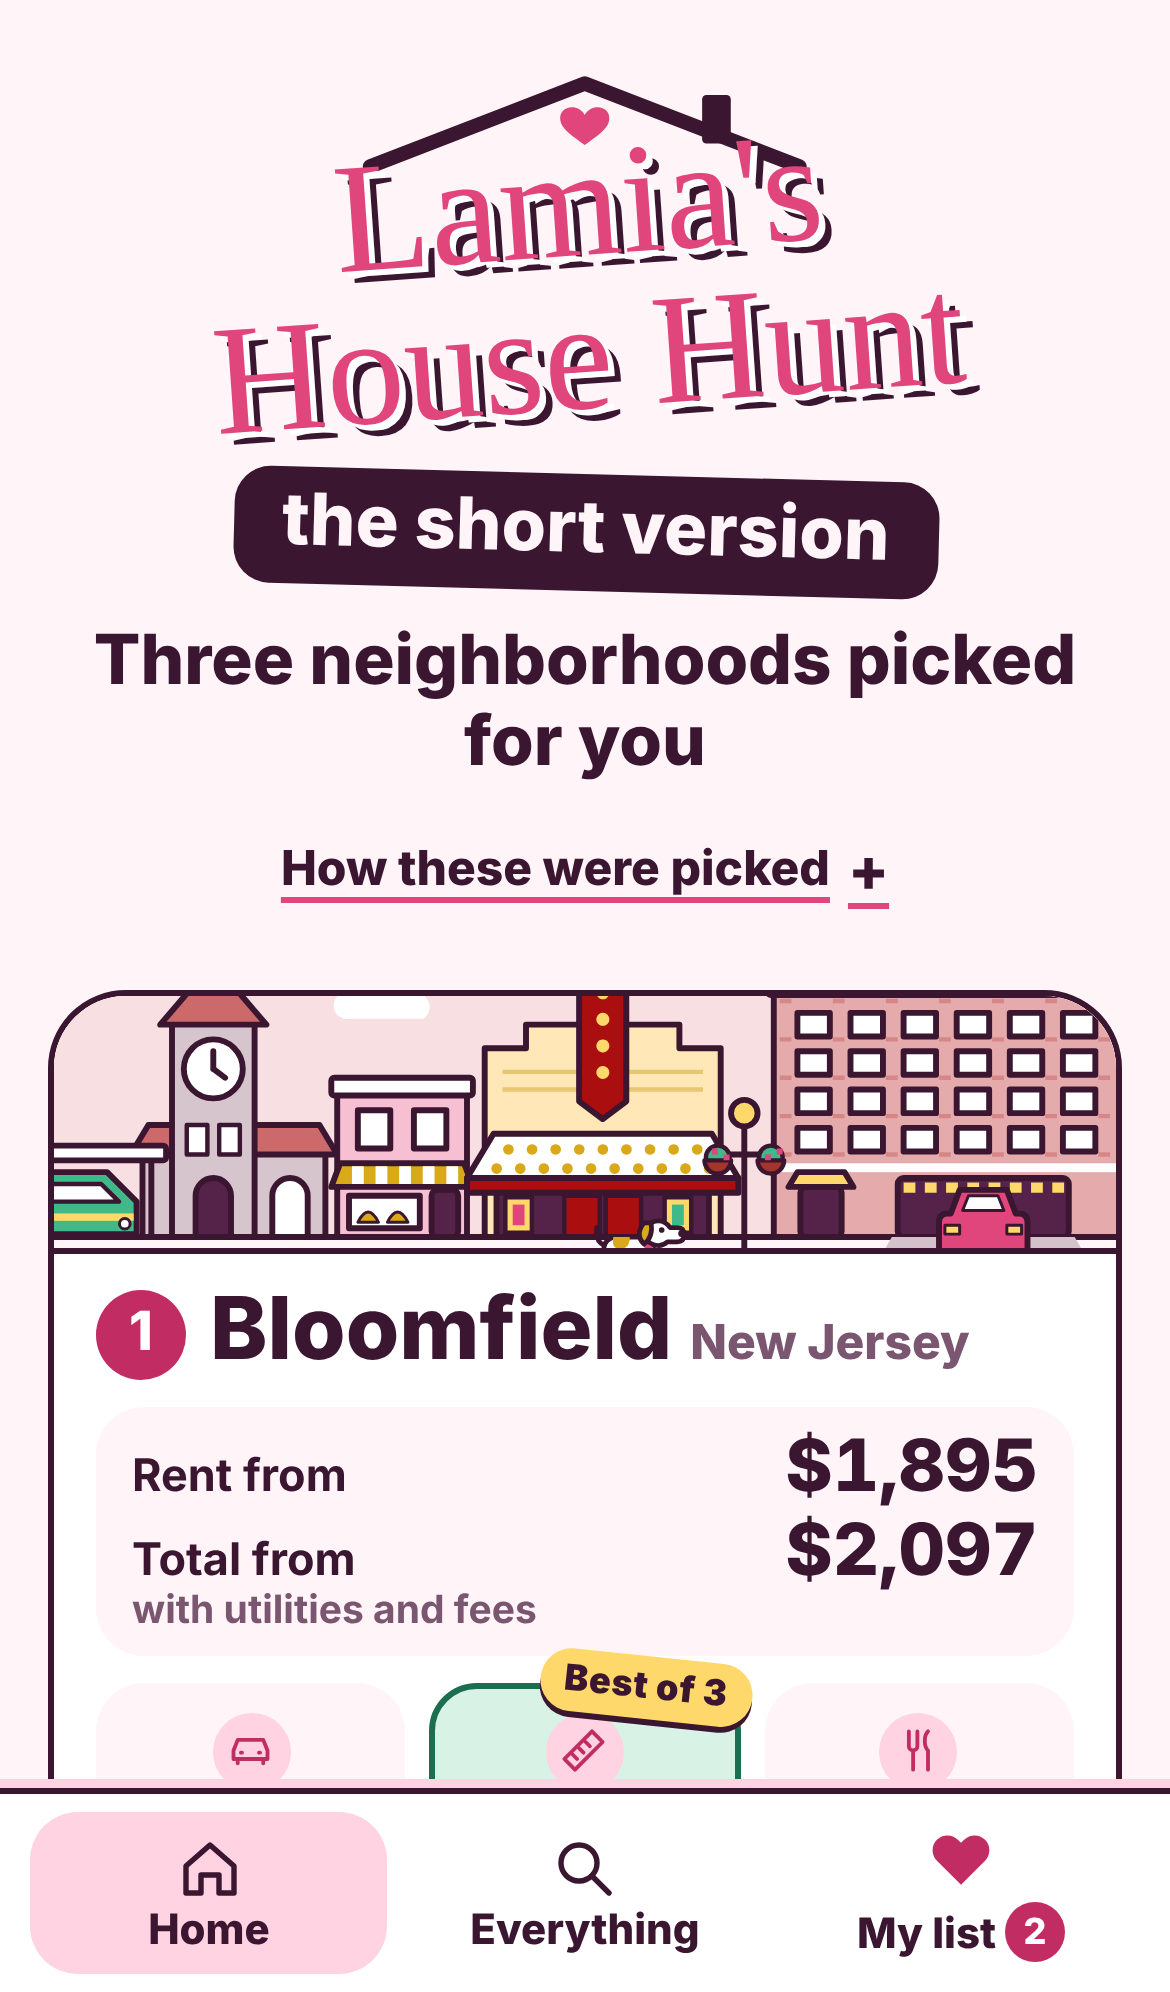 Lamia's
House Hunt
the short version
Three neighborhoods picked
for you
How these were picked +
1 Bloomfield New Jersey
Rent from $1,895
Total from $2,097
with utilities and fees
Best of 3
Home
Everything
My list 2